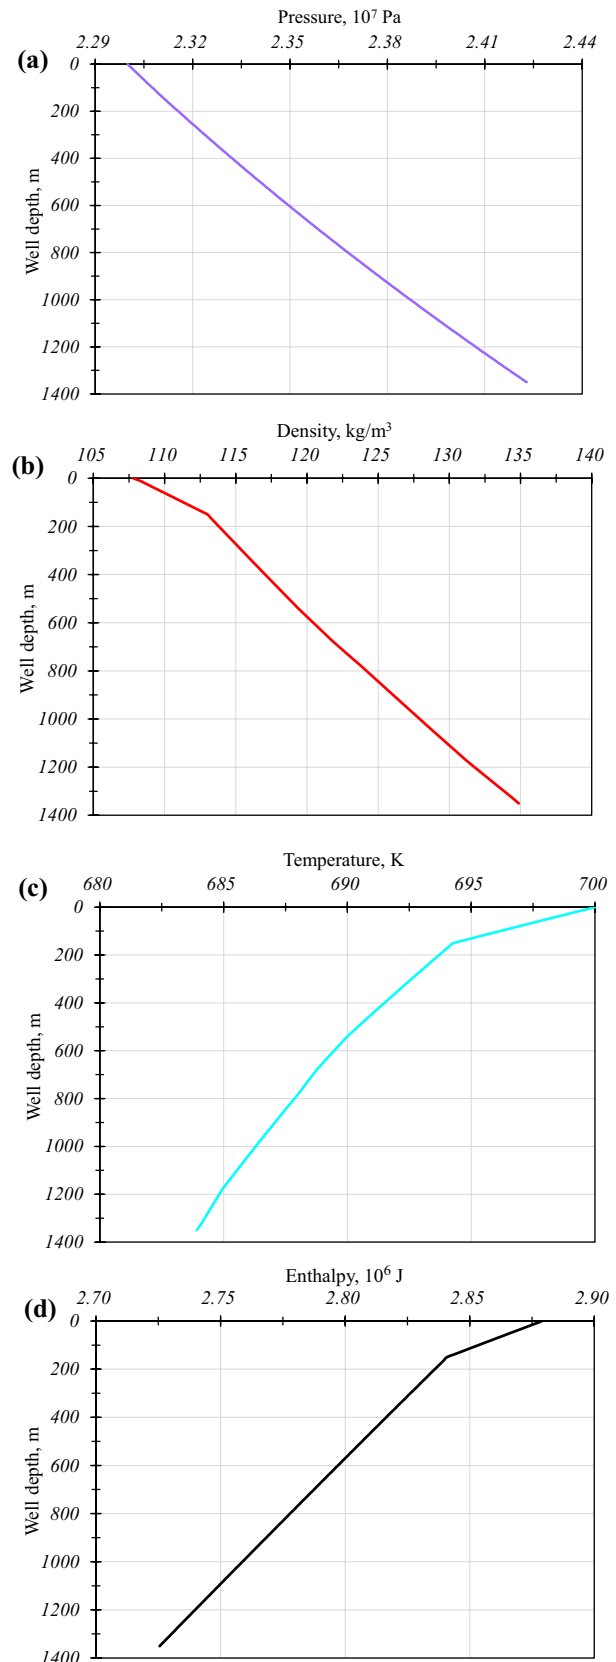 Pressure, 10⁷ Pa
2.29 2.32 2.35 2.38 2.41 2.44
(a)
0
200
400
600
800
1000
1200
1400
Well depth, m
Density, kg/m³
105 110 115 120 125 130 135 140
(b)
0
200
400
600
800
1000
1200
1400
Well depth, m
Temperature, K
680 685 690 695 700
(c)
0
200
400
600
800
1000
1200
1400
Well depth, m
Enthalpy, 10⁶ J
2.70 2.75 2.80 2.85 2.90
(d)
0
200
400
600
800
1000
1200
1400
Well depth, m